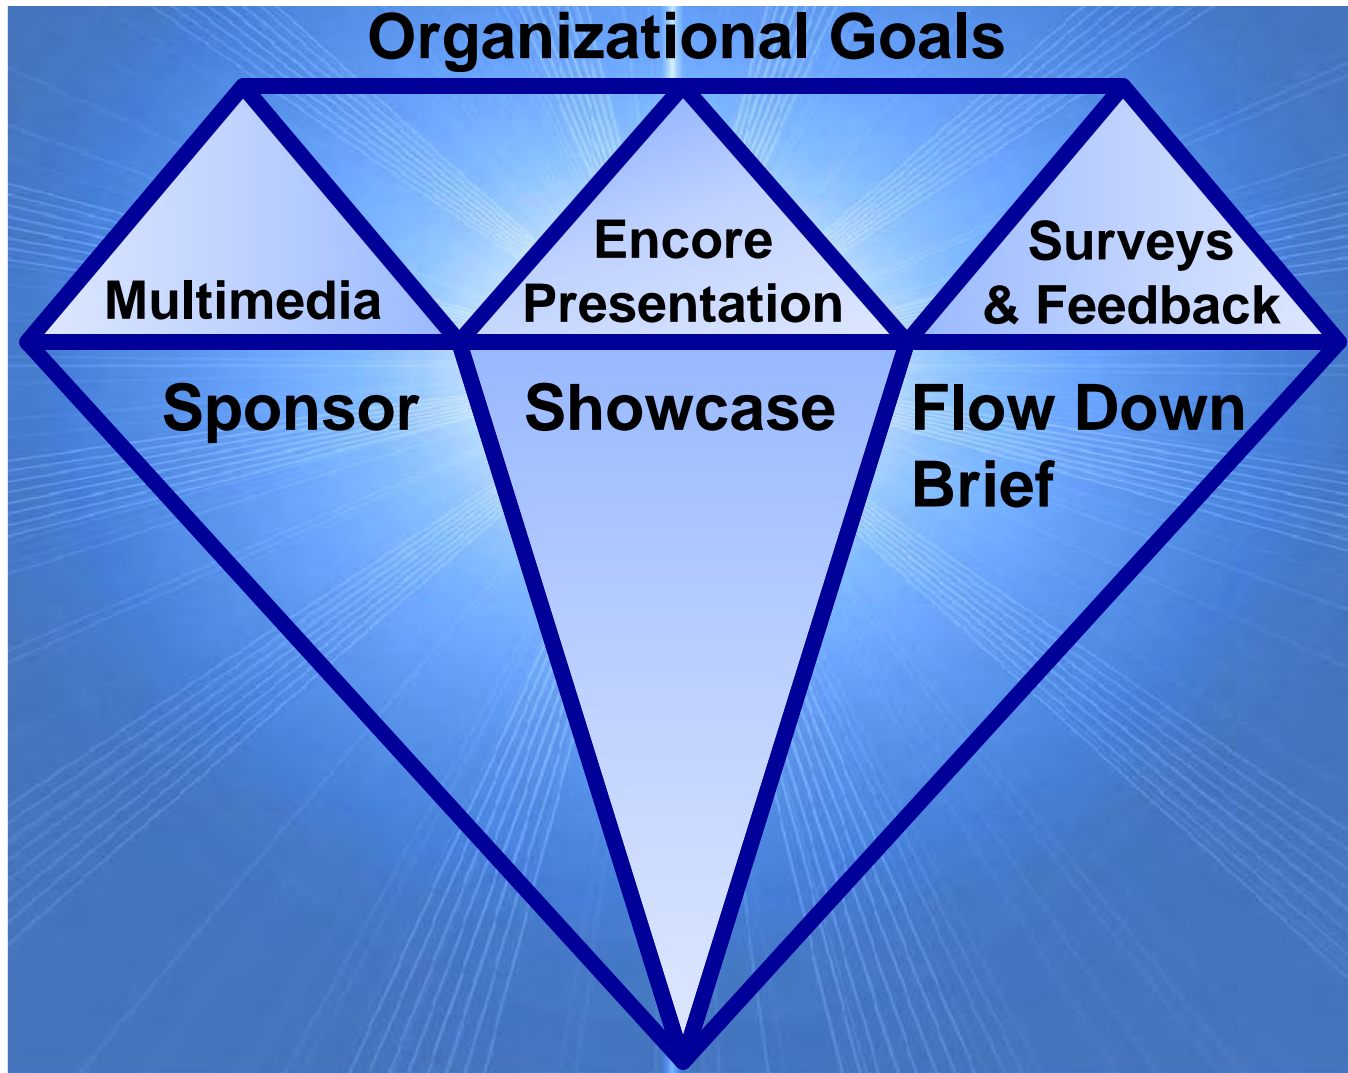 Organizational Goals
Multimedia
Encore
Presentation
Surveys
& Feedback
Sponsor
Showcase
Flow Down
Brief